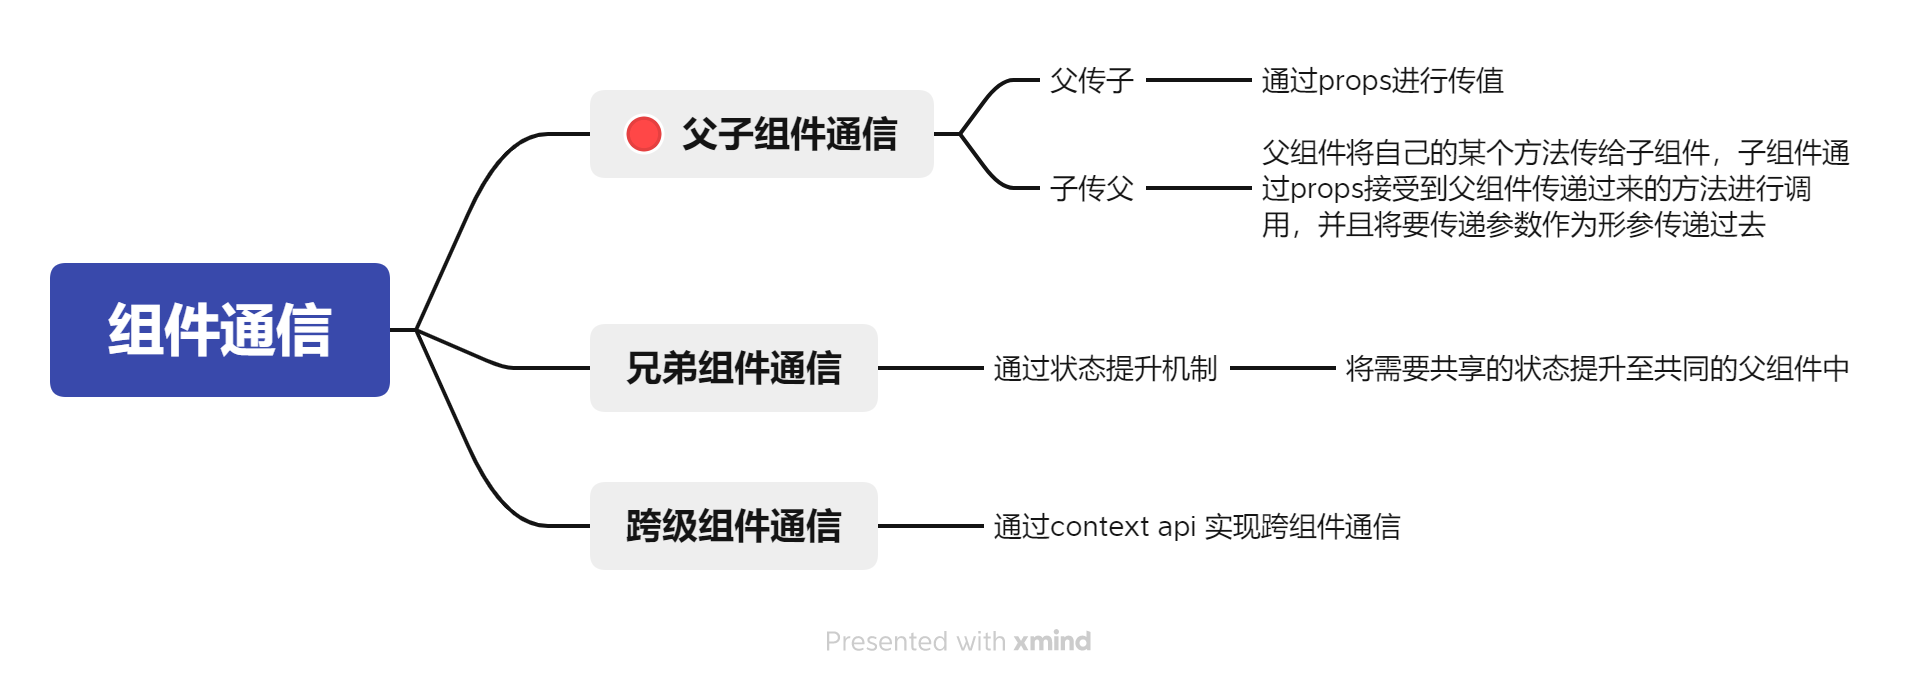 组件通信
父子组件通信
父传子
通过props进行传值
子传父
父组件将自己的某个方法传给子组件，子组件通
过props接受到父组件传递过来的方法进行调
用，并且将要传递参数作为形参传递过去
兄弟组件通信
通过状态提升机制
将需要共享的状态提升至共同的父组件中
跨级组件通信
通过context api 实现跨组件通信
Presented with xmind